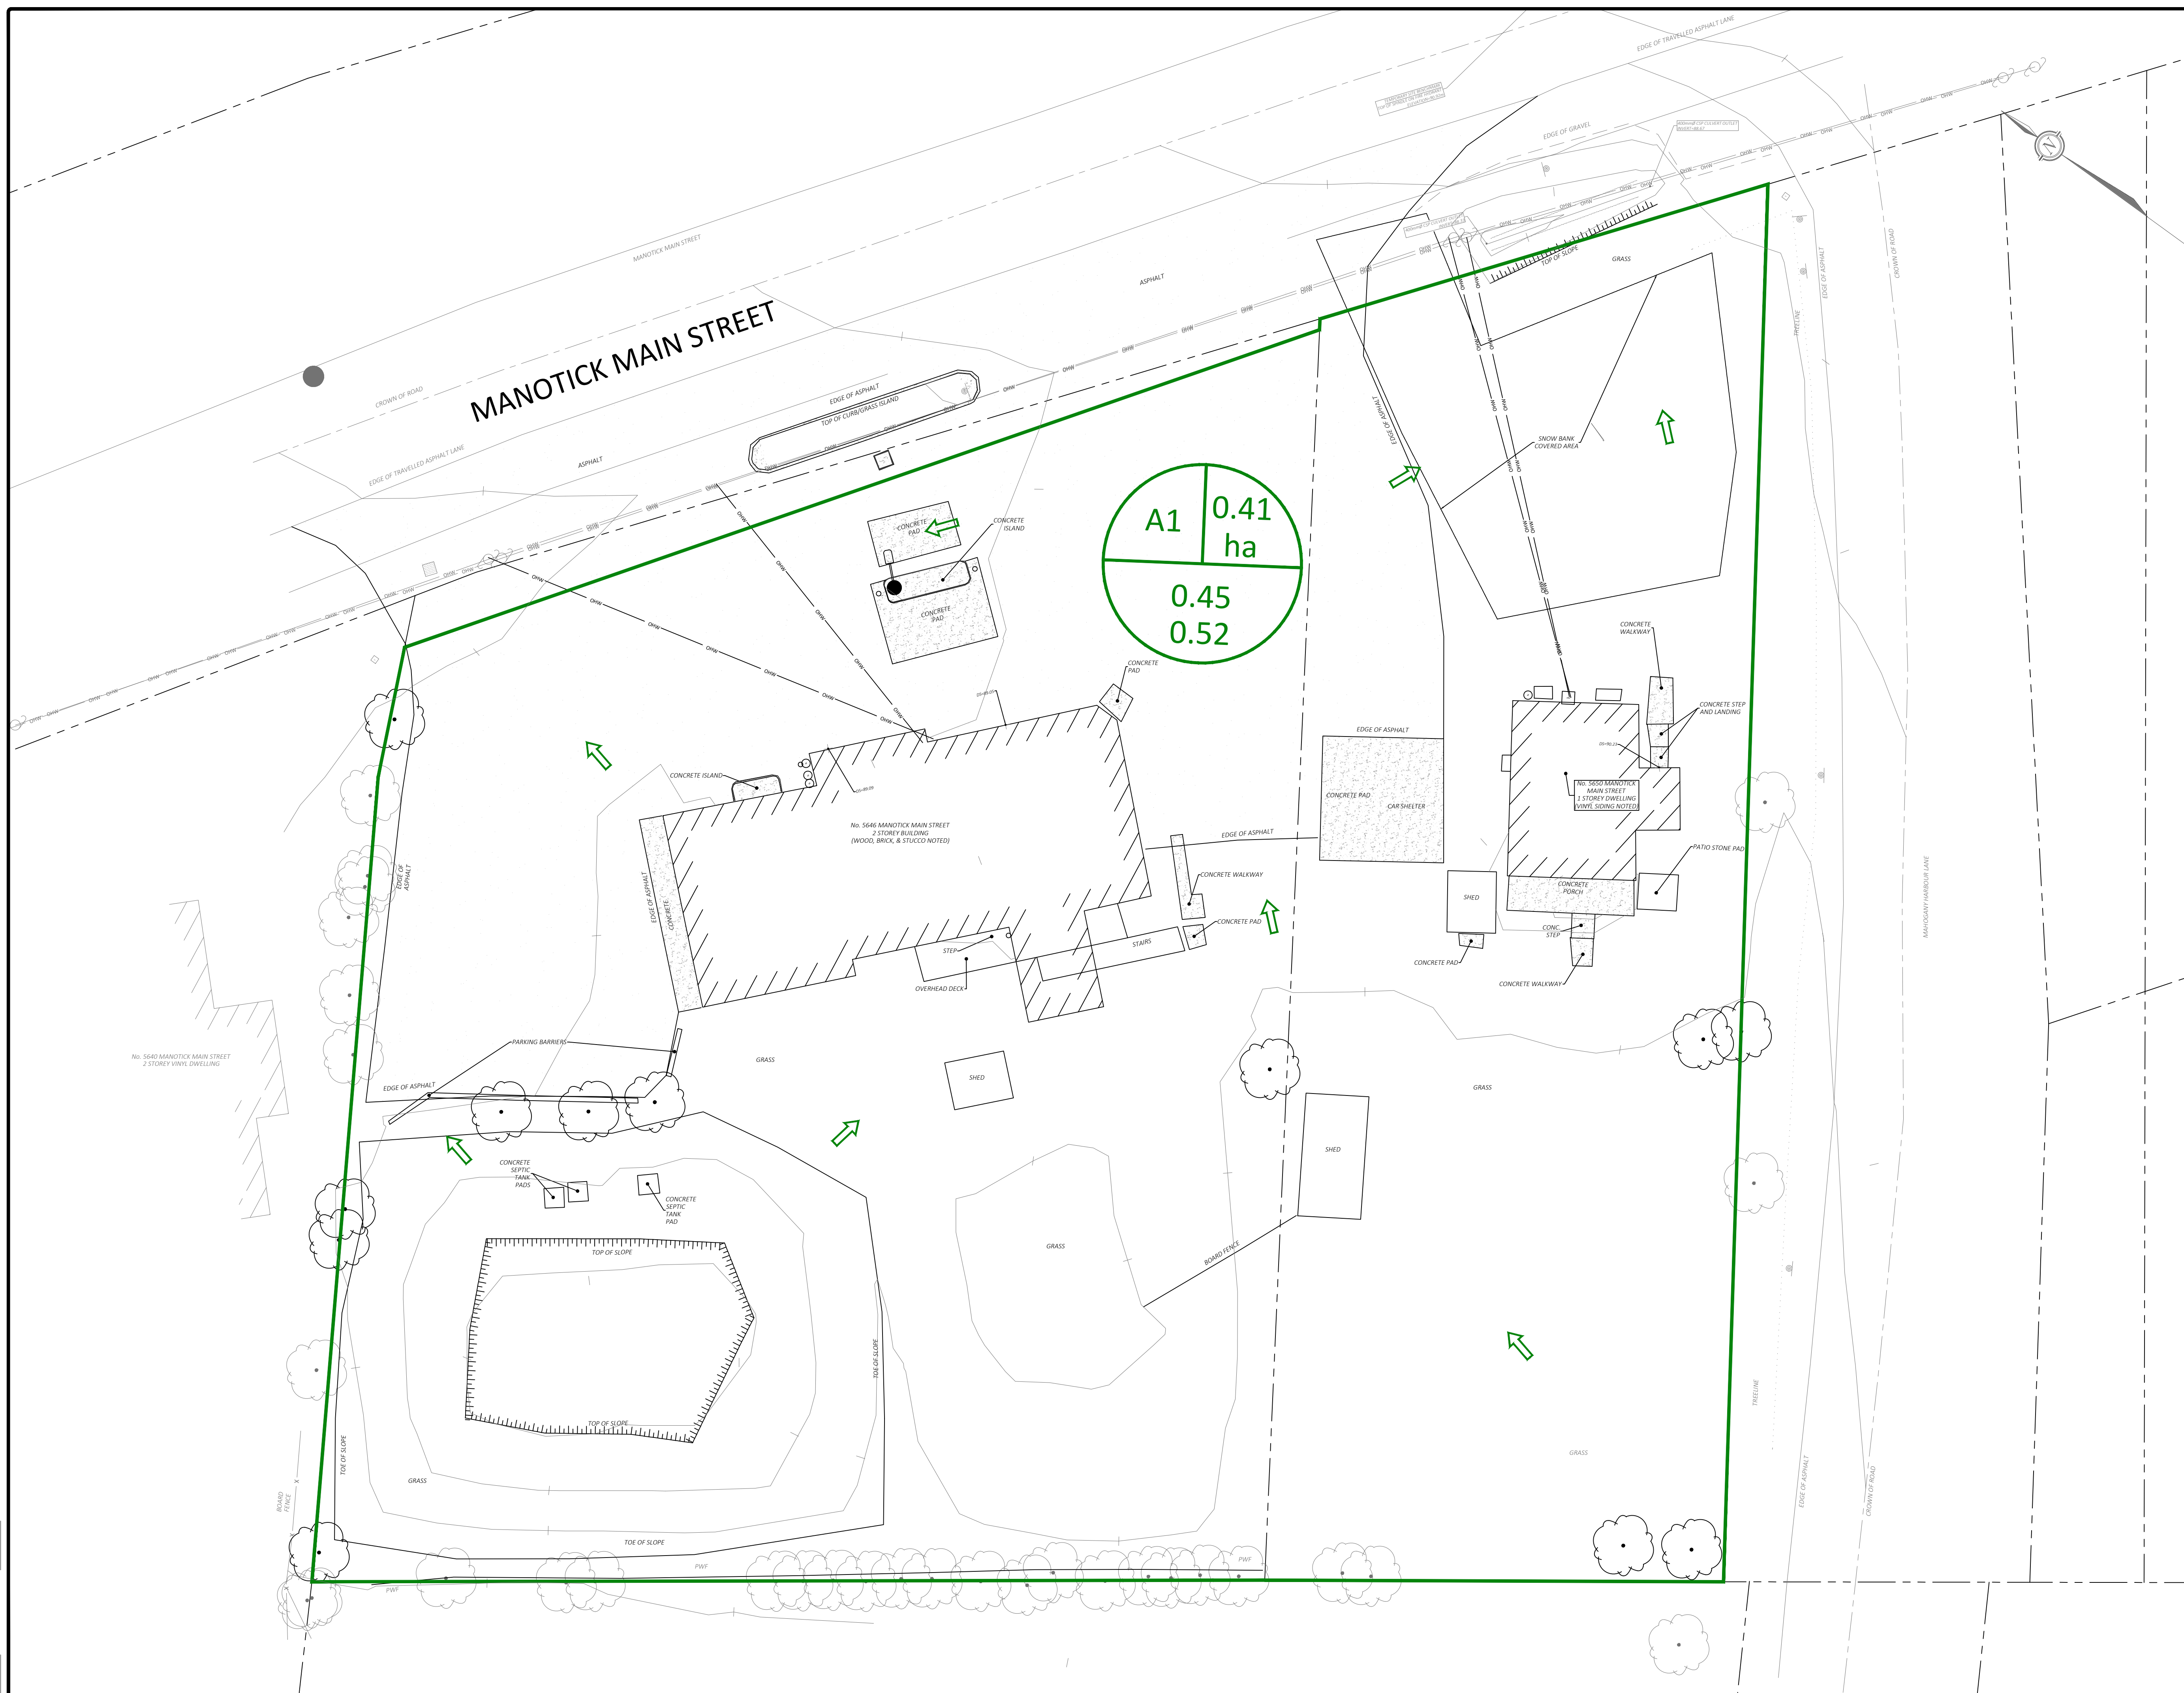 EDGE OF TRAVELLED ASPHALT LANE
EDGE OF GRAVEL
MANOTICK MAIN STREET
ASPHALT
CROWN OF ROAD
MANOTICK MAIN STREET
EDGE OF TRAVELLED ASPHALT LANE
ASPHALT
EDGE OF ASPHALT
TOP OF CURB/GRASS ISLAND
TOP OF SLOPE
GRASS
N
EDGE OF ASPHALT
CROWN OF ROAD
TREELINE
EDGE OF ASPHALT
SNOW BANK
COVERED AREA
A1
0.41
ha
0.45
0.52
CONCRETE
PAD
CONCRETE
ISLAND
CONCRETE
PAD
CONCRETE
PAD
CONCRETE
WALKWAY
CONCRETE STEP
AND LANDING
EDGE OF ASPHALT
CONCRETE PAD
CAR SHELTER
No. 5650 MANOTICK
MAIN STREET
1 STOREY DWELLING
(VINYL SIDING NOTED)
PATIO STONE PAD
CONCRETE
PORCH
CONC.
STEP
CONCRETE WALKWAY
SHED
CONCRETE PAD
CONCRETE ISLAND
No. 5646 MANOTICK MAIN STREET
2 STOREY BUILDING
(WOOD, BRICK, & STUCCO NOTED)
EDGE OF ASPHALT
CONCRETE WALKWAY
CONCRETE PAD
STAIRS
STEP
OVERHEAD DECK
EDGE OF ASPHALT
CONCRETE
EDGE OF
ASPHALT
MAHOGANY HARBOUR LANE
No. 5640 MANOTICK MAIN STREET
2 STOREY VINYL DWELLING
PARKING BARRIERS
EDGE OF ASPHALT
GRASS
SHED
GRASS
SHED
CONCRETE
SEPTIC
TANK
PADS
CONCRETE
SEPTIC
TANK
PAD
TOP OF SLOPE
GRASS
BOARD FENCE
TOE OF SLOPE
TOP OF SLOPE
TOE OF SLOPE
GRASS
GRASS
TREELINE
EDGE OF ASPHALT
CROWN OF ROAD
BOARD
FENCE
X
TOE OF SLOPE
PWF
PWF
PWF